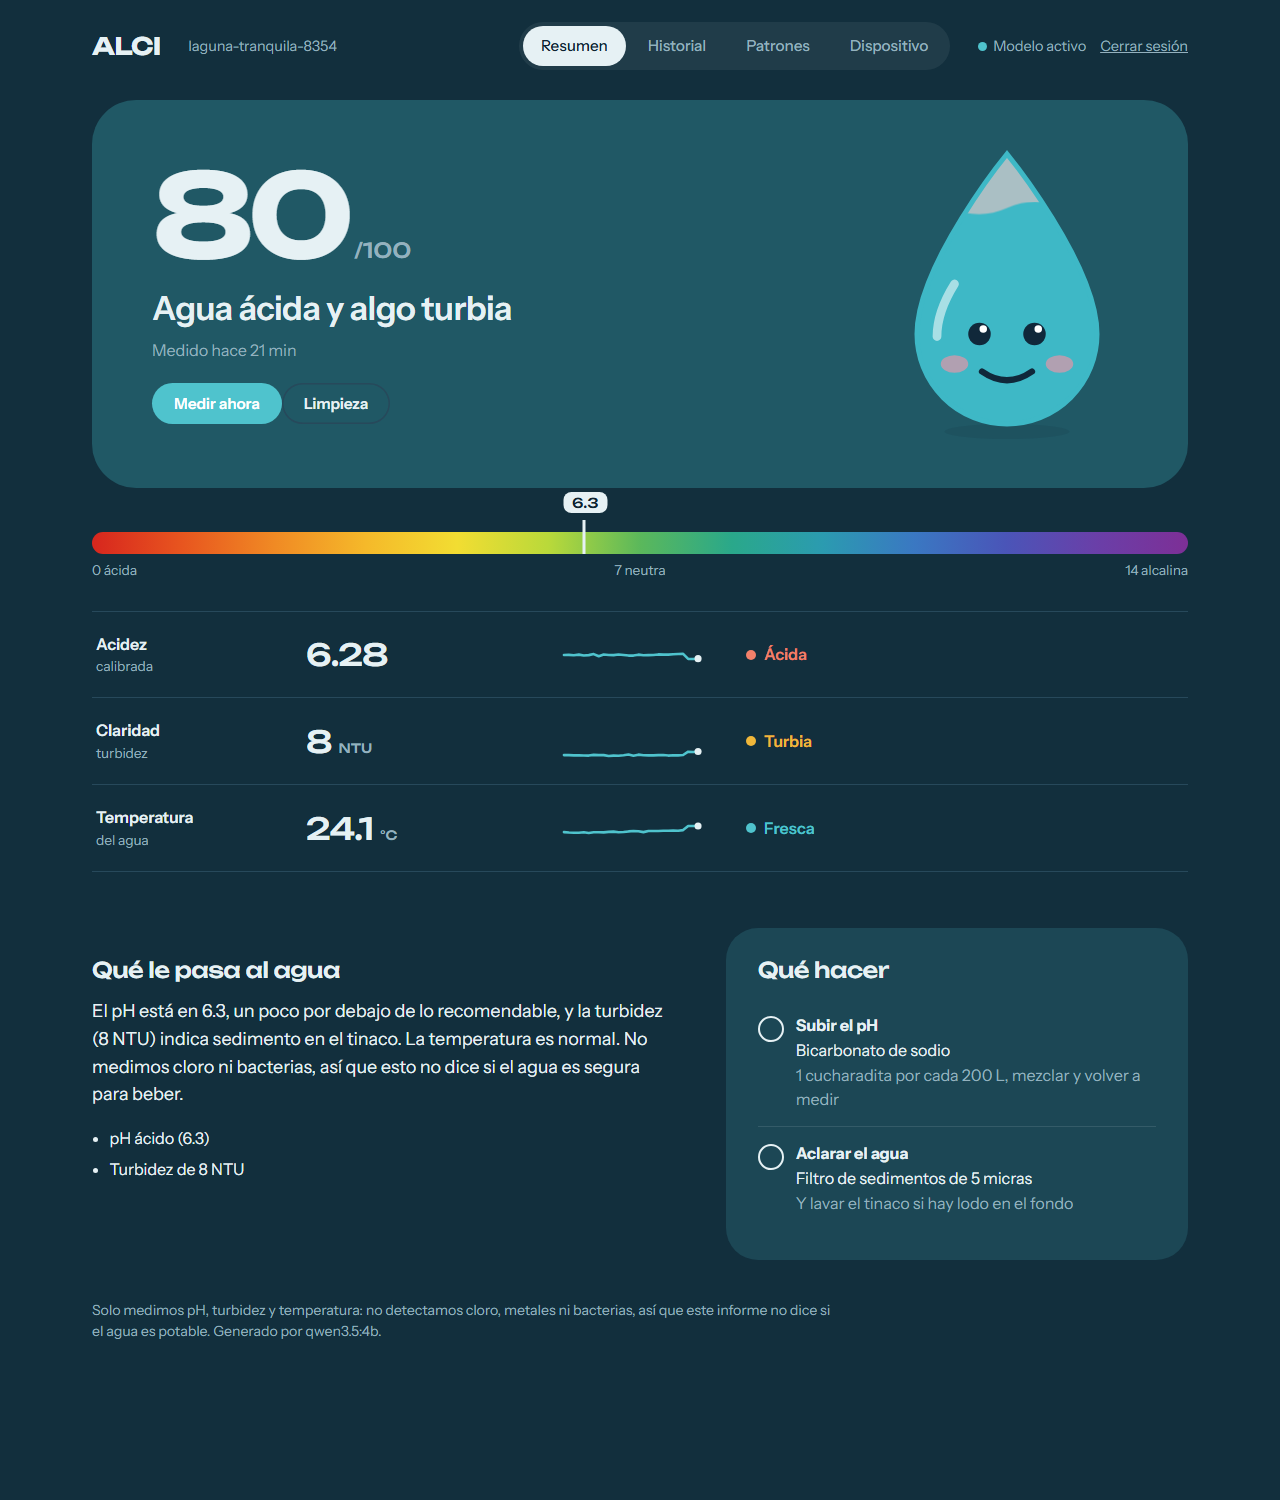 ALCI
laguna-tranquila-8354
Resumen
Historial
Patrones
Dispositivo
Modelo activo
Cerrar sesión
80/100
Agua ácida y algo turbia
Medido hace 21 min
Medir ahora
Limpieza
6.3
0 ácida
7 neutra
14 alcalina
Acidez
calibrada
6.28
Ácida
Claridad
turbidez
8 NTU
Turbia
Temperatura
del agua
24.1 °C
Fresca
Qué le pasa al agua
El pH está en 6.3, un poco por debajo de lo recomendable, y la turbidez
(8 NTU) indica sedimento en el tinaco. La temperatura es normal. No
medimos cloro ni bacterias, así que esto no dice si el agua es segura
para beber.
• pH ácido (6.3)
• Turbidez de 8 NTU
Qué hacer
Subir el pH
Bicarbonato de sodio
1 cucharadita por cada 200 L, mezclar y volver a
medir
Aclarar el agua
Filtro de sedimentos de 5 micras
Y lavar el tinaco si hay lodo en el fondo
Solo medimos pH, turbidez y temperatura: no detectamos cloro, metales ni bacterias, así que este informe no dice si
el agua es potable. Generado por qwen3.5:4b.